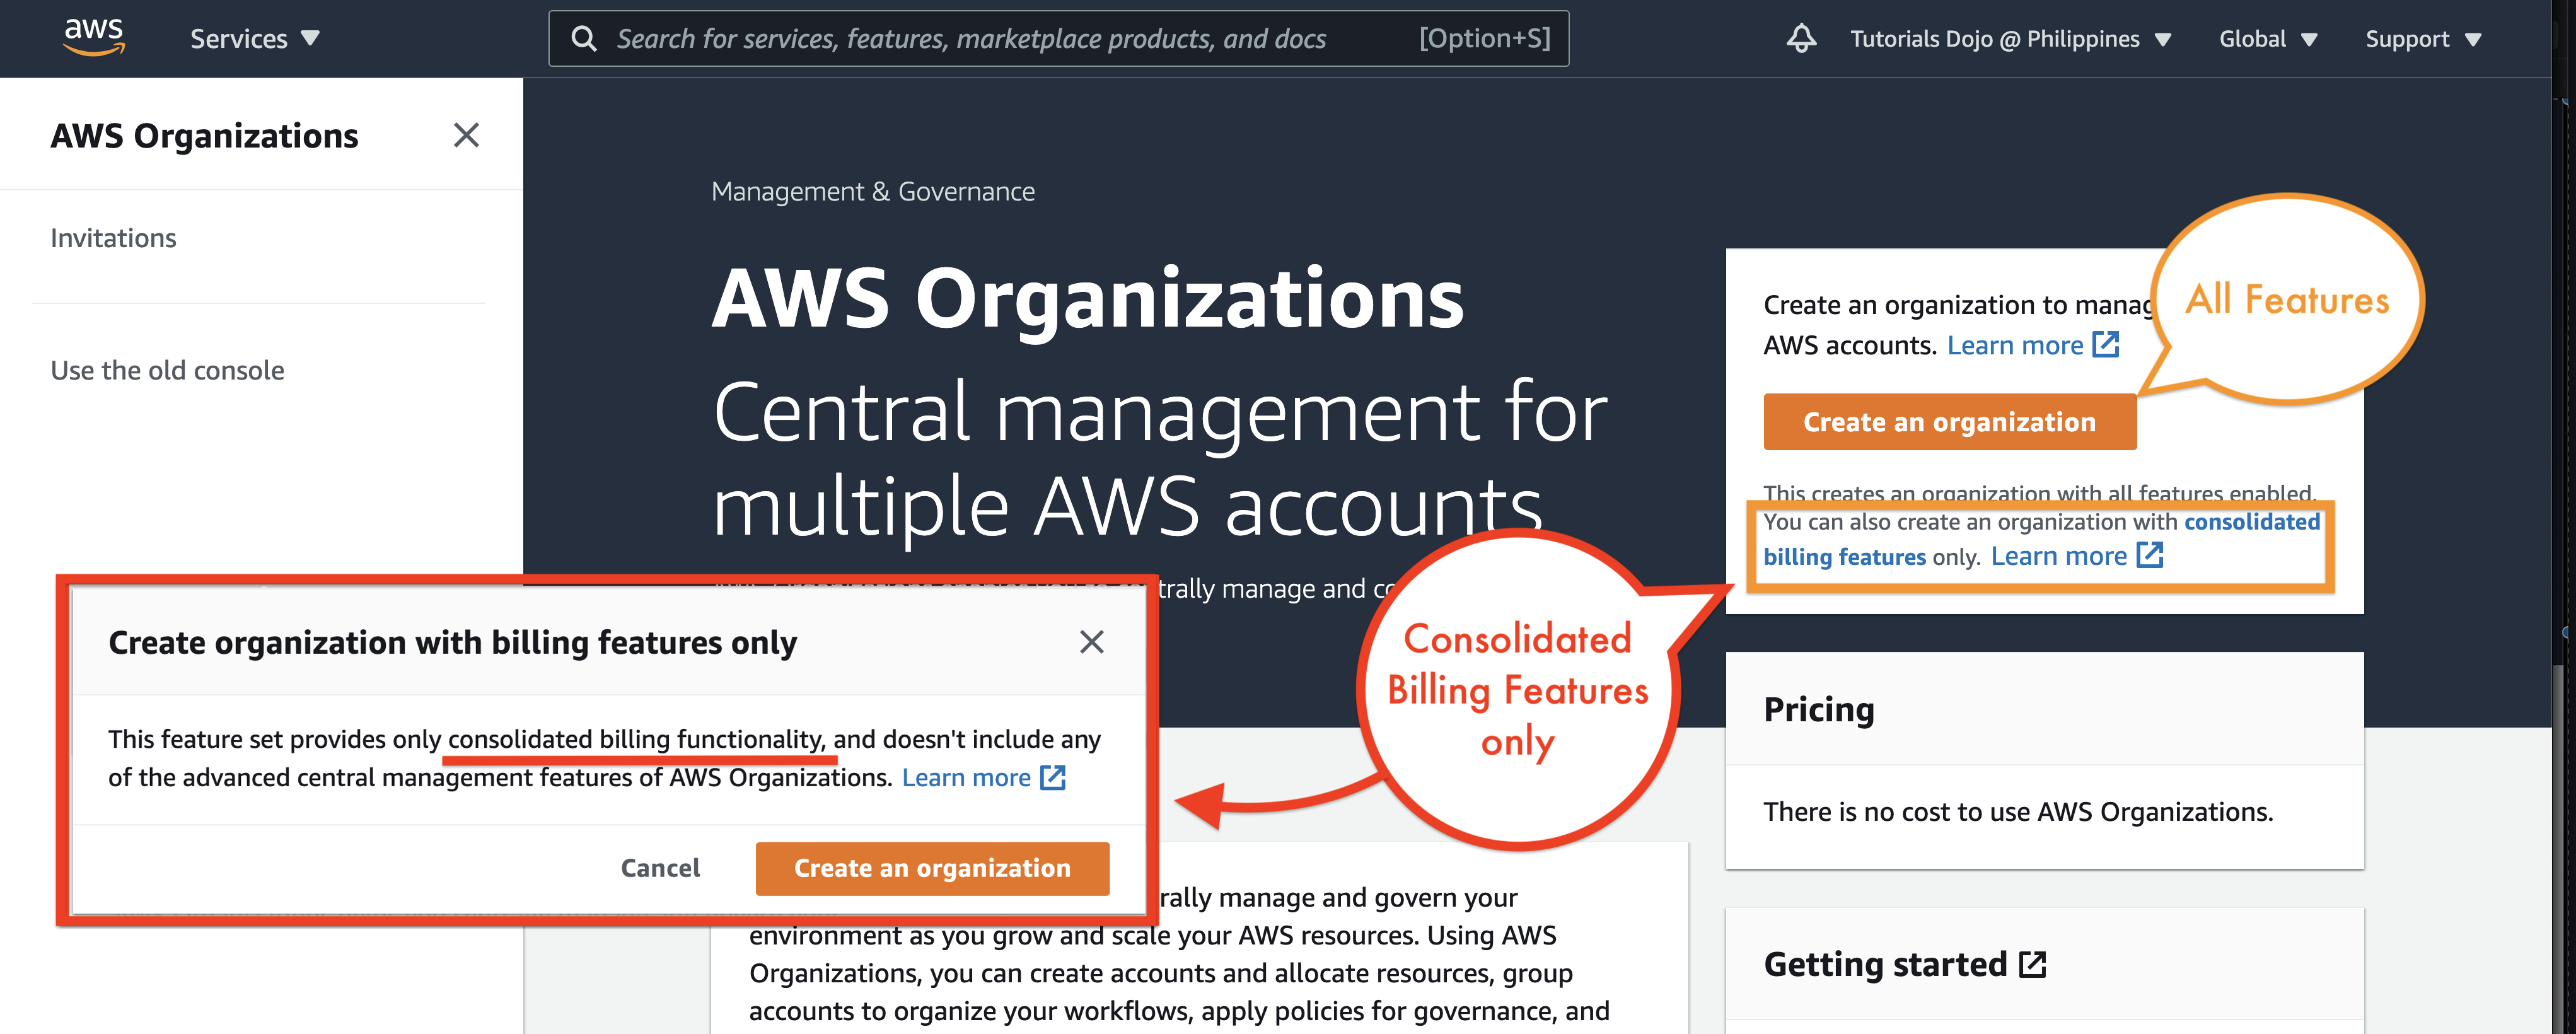 aws
Services
Search for services, features, marketplace products, and docs [Option+S]
Tutorials Dojo @ Philippines
Global
Support
AWS Organizations
Invitations
Use the old console
Management & Governance
AWS Organizations
Central management for
multiple AWS accounts
trally manage and
Create an organization to manag
AWS accounts. Learn more
All Features
Create an organization
This creates an organization with all features enabled.
You can also create an organization with consolidated
billing features only. Learn more
Consolidated
Billing Features
only
Create organization with billing features only
This feature set provides only consolidated billing functionality, and doesn't include any
of the advanced central management features of AWS Organizations. Learn more
Cancel
Create an organization
Pricing
There is no cost to use AWS Organizations.
Getting started
rally manage and govern your
environment as you grow and scale your AWS resources. Using AWS
Organizations, you can create accounts and allocate resources, group
accounts to organize your workflows, apply policies for governance, and